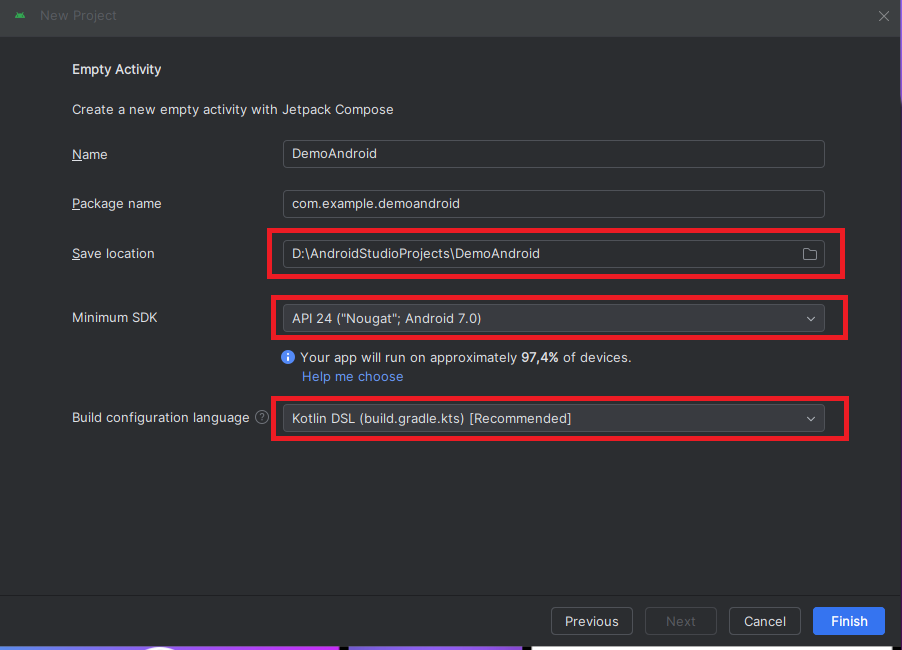 New Project
Empty Activity
Create a new empty activity with Jetpack Compose
Name DemoAndroid
Package name com.example.demoandroid
Save location D:\AndroidStudioProjects\DemoAndroid
Minimum SDK API 24 ("Nougat"; Android 7.0)
Your app will run on approximately 97,4% of devices.
Help me choose
Build configuration language ? Kotlin DSL (build.gradle.kts) [Recommended]
Previous Next Cancel Finish